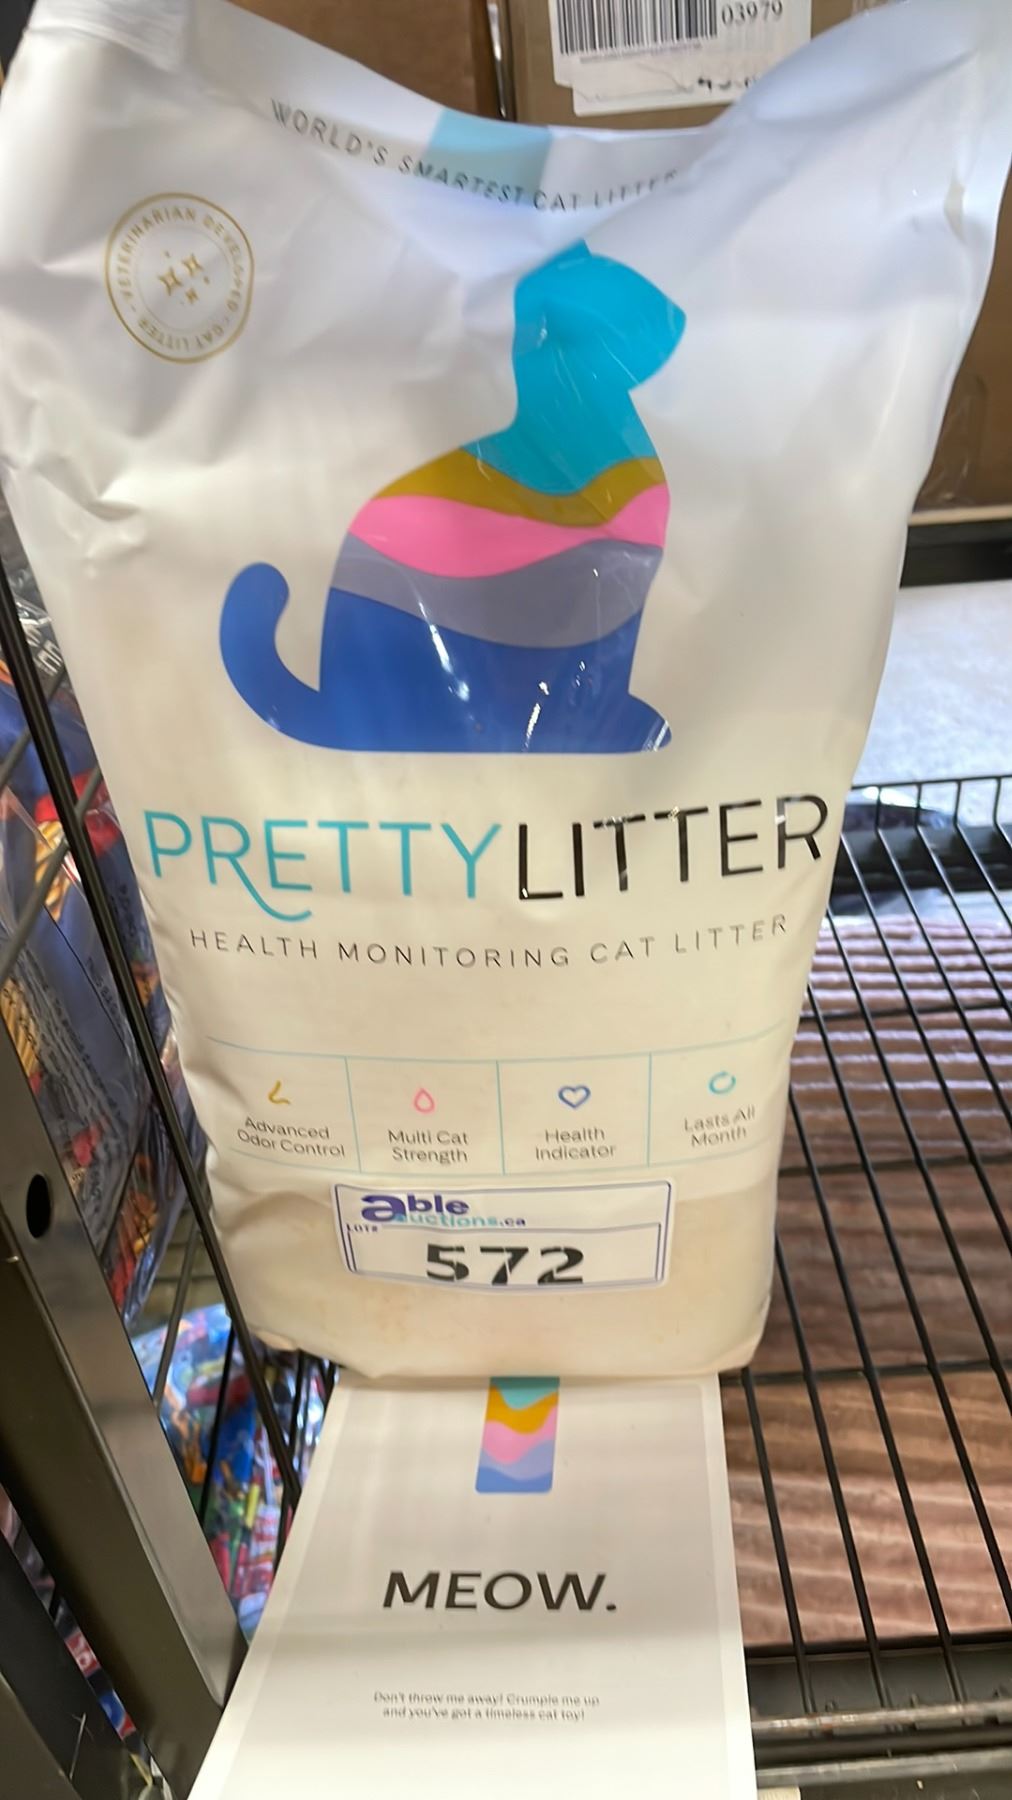 03979
WORLD'S SMARTEST CAT LITTER
VETERINARIAN DEVELOPED • CAT LITTER •
PRETTYLITTER
HEALTH MONITORING CAT LITTER
Advanced
Odor Control
Multi Cat
Strength
Health
Indicator
Lasts All
Month
able
auctions.ca
LOT#
572
MEOW.
Don't throw me away! Crumple me up
and you've got a timeless cat toy!